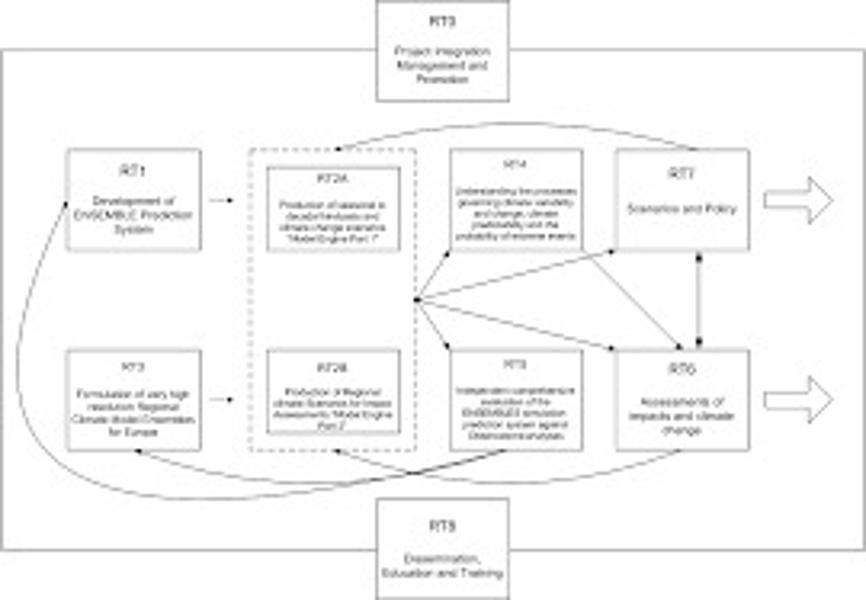 RT0
Project Integration
Management and
Promotion
RT1
Development of
ENSEMBLE Prediction
System
RT2A
Production of seasonal to
decadal hindcasts and
climate change scenarios
"Model Engine Part 1"
RT4
Understanding the processes
governing climate variability
and change, climate
predictability and the
probability of extreme events
RT7
Scenarios and Policy
RT3
Formulation of very high
resolution Regional
Climate Model Ensembles
for Europe
RT2B
Production of Regional
climate Scenarios for Impact
Assessments "Model Engine
Part 2"
RT5
Independent comprehensive
evaluation of the
ENSEMBLES simulation
prediction system against
Observations/analyses
RT6
Assessments of
impacts and climate
change
RT8
Dissemination,
Education and Training